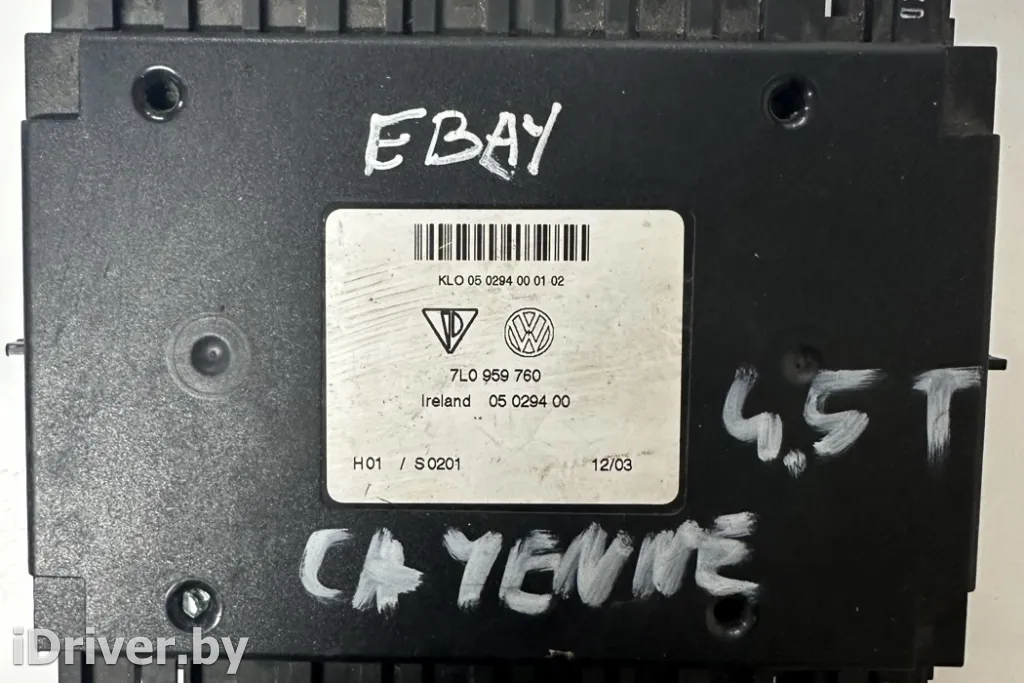 EBAY
KLO 05 0294 00 01 02
7L0 959 760
Ireland 05 0294 00
H01 / S0201 12/03
4.5T
CAYENNE
iDriver.by